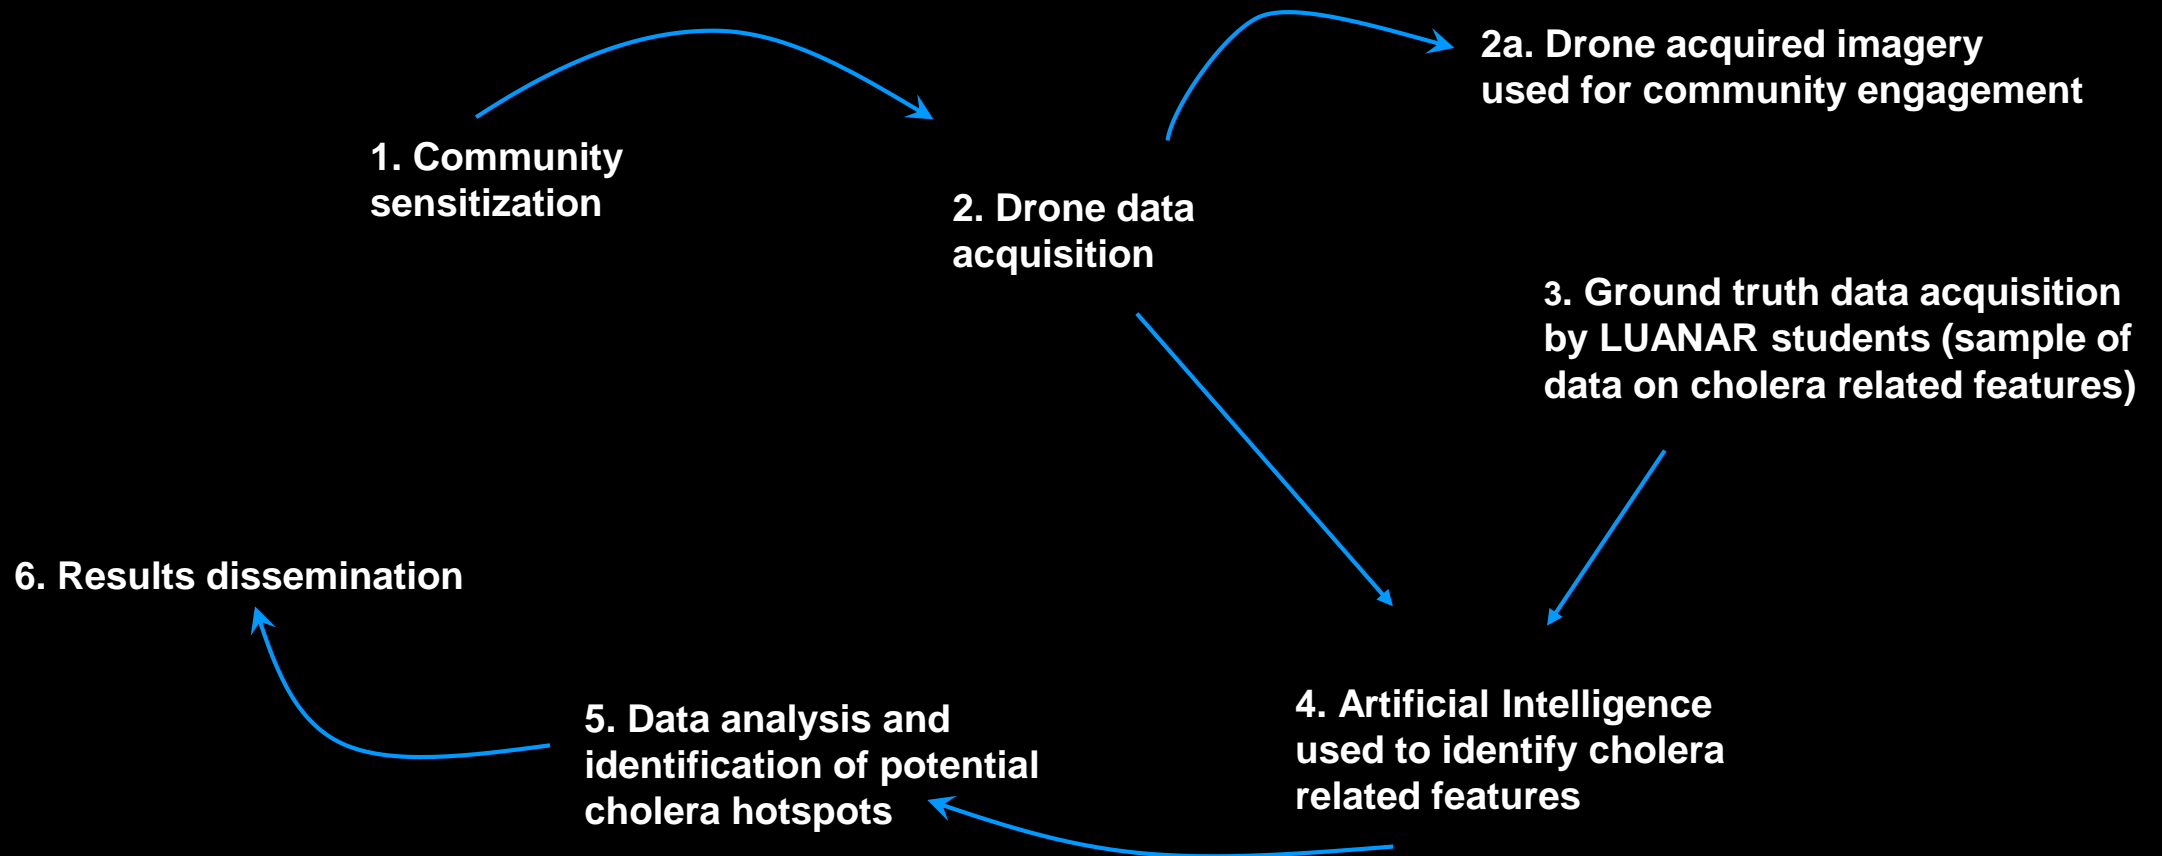 1. Community
sensitization
2. Drone data
acquisition
2a. Drone acquired imagery
used for community engagement
3. Ground truth data acquisition
by LUANAR students (sample of
data on cholera related features)
4. Artificial Intelligence
used to identify cholera
related features
5. Data analysis and
identification of potential
cholera hotspots
6. Results dissemination